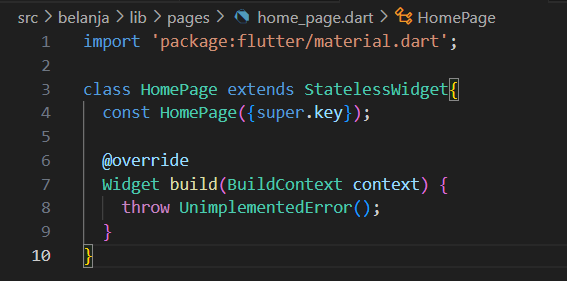 src > belanja > lib > pages > home_page.dart > HomePage
1 import 'package:flutter/material.dart';
2
3 class HomePage extends StatelessWidget{
4 const HomePage({super.key});
5
6 @override
7 Widget build(BuildContext context) {
8 throw UnimplementedError();
9 }
10 }